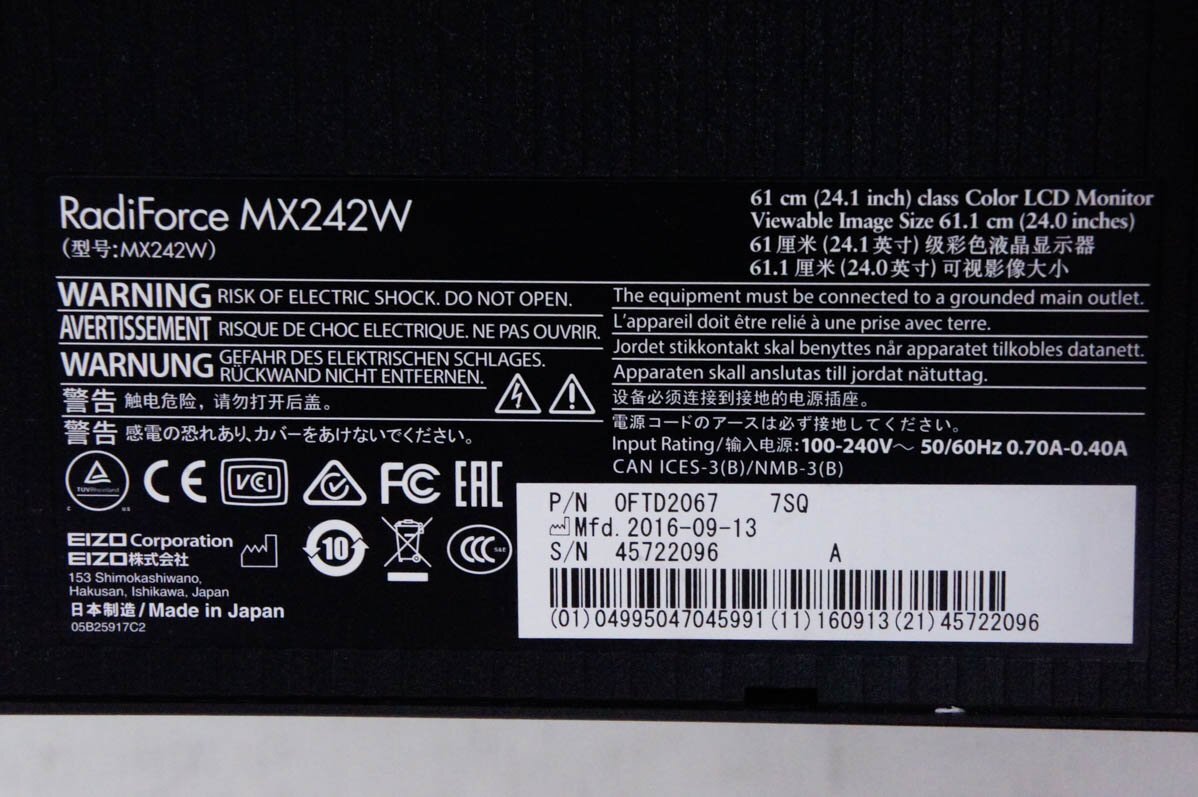 RadiForce MX242W
(型号:MX242W)
61 cm (24.1 inch) class Color LCD Monitor
Viewable Image Size 61.1 cm (24.0 inches)
61 厘米 (24.1 英寸) 级彩色液晶显示器
61.1 厘米 (24.0 英寸) 可视影像大小
WARNING RISK OF ELECTRIC SHOCK. DO NOT OPEN.
AVERTISSEMENT RISQUE DE CHOC ELECTRIQUE. NE PAS OUVRIR.
WARNUNG GEFAHR DES ELEKTRISCHEN SCHLAGES.
RÜCKWAND NICHT ENTFERNEN.
警告 触电危险，请勿打开后盖。
警告 感電の恐れあり、カバーをあけないでください。
The equipment must be connected to a grounded main outlet.
L'appareil doit être relié à une prise avec terre.
Jordet stikkontakt skal benyttes når apparatet tilkobles datanett.
Apparaten skall anslutas till jordat nätuttag.
设备必须连接到接地的电源插座。
電源コードのアースは必ず接地してください。
Input Rating/输入电源:100-240V～ 50/60Hz 0.70A-0.40A
CAN ICES-3(B)/NMB-3(B)
TÜVRheinland
C US
CE VCI FC EAC
EIZO Corporation
EIZO株式会社
153 Shimokashiwano,
Hakusan, Ishikawa, Japan
日本制造/Made in Japan
05B25917C2
10
CCC S&E
P/N 0FTD2067 7SQ
Mfd. 2016-09-13
S/N 45722096 A
(01)04995047045991(11)160913(21)45722096